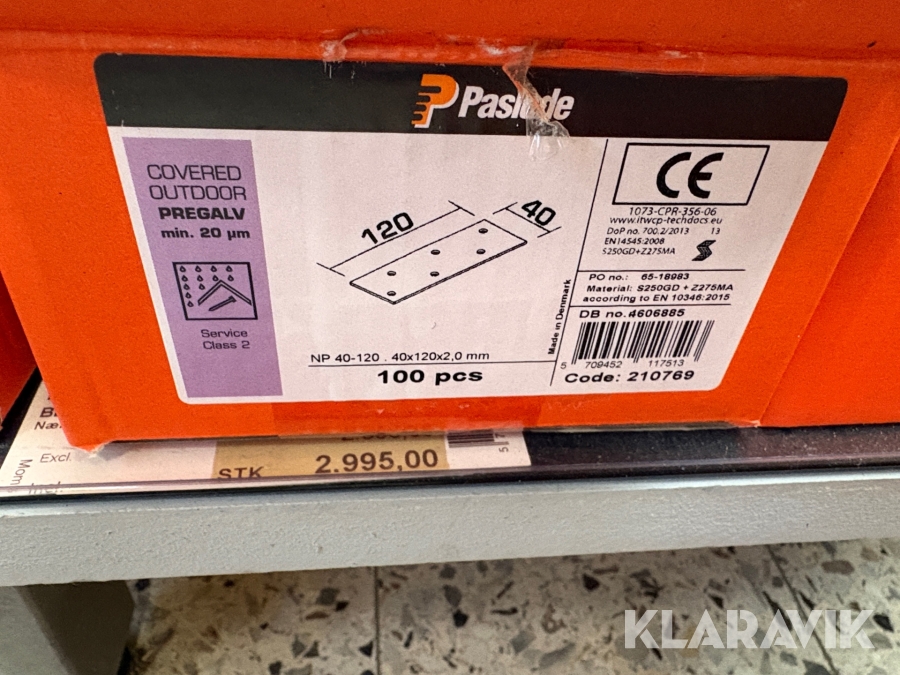 Paslode
COVERED
OUTDOOR
PREGALV
min. 20 µm
Service
Class 2
120
40
NP 40-120 . 40x120x2,0 mm
100 pcs
Made in Denmark
CE
1073-CPR-356-06
www.itwcp-techdocs.eu
DoP no. 700.2/2013 13
EN14545:2008
S250GD+Z275MA
PO no.: 65-18983
Material: S250GD + Z275MA
according to EN 10346:2015
DB no.4606885
5 709452 117513
Code: 210769
Excl.
STK 2.995,00
KLARAVIK